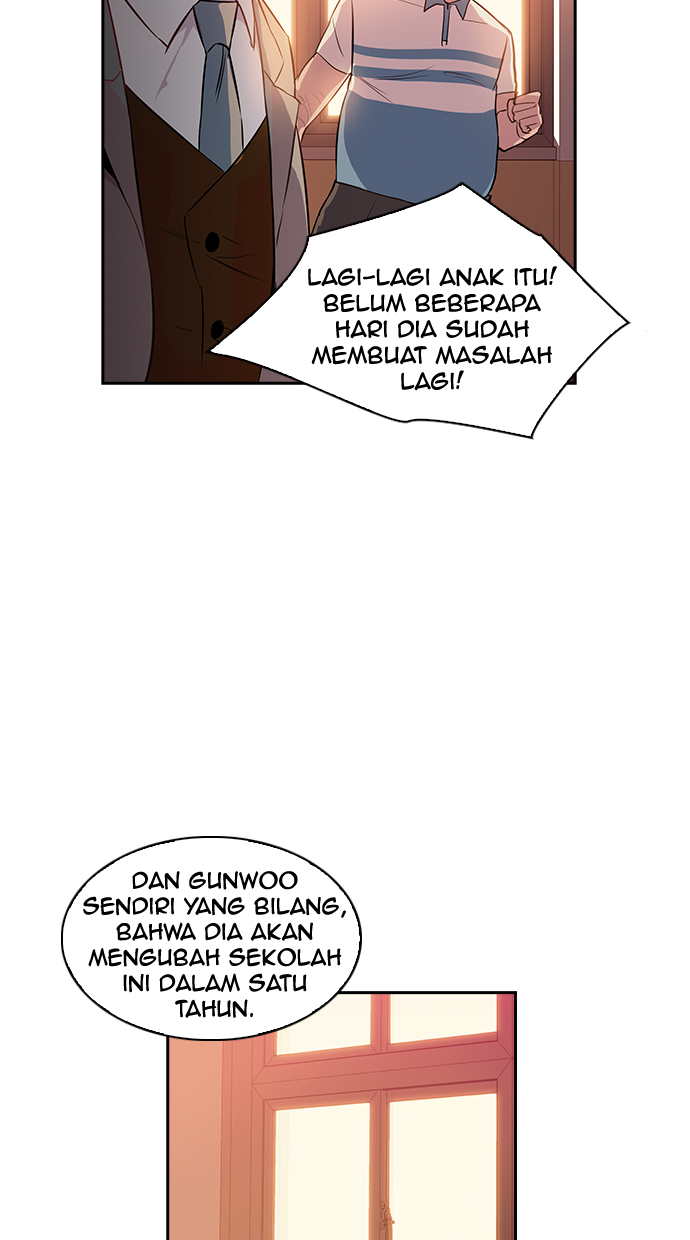 LAGI-LAGI ANAK ITU!
BELUM BEBERAPA
HARI DIA SUDAH
MEMBUAT MASALAH
LAGI!
DAN GUNWOO
SENDIRI YANG BILANG,
BAHWA DIA AKAN
MENGUBAH SEKOLAH
INI DALAM SATU
TAHUN.